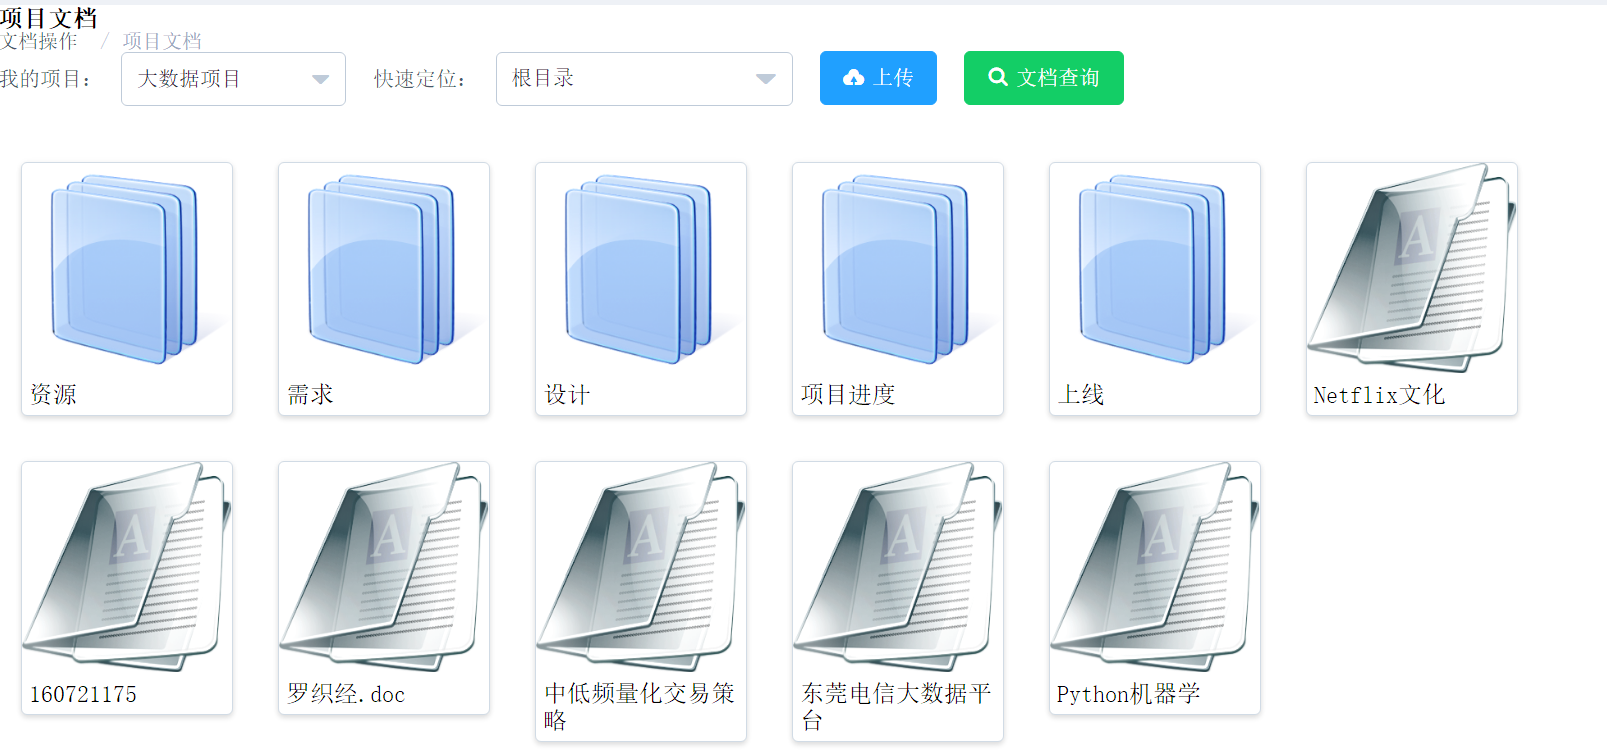 项目文档
文档操作 / 项目文档
我的项目： 大数据项目 快速定位： 根目录 上传 文档查询
资源 需求 设计 项目进度 上线 Netflix文化
160721175 罗织经.doc 中低频量化交易策 东莞电信大数据平 Python机器学
略 台